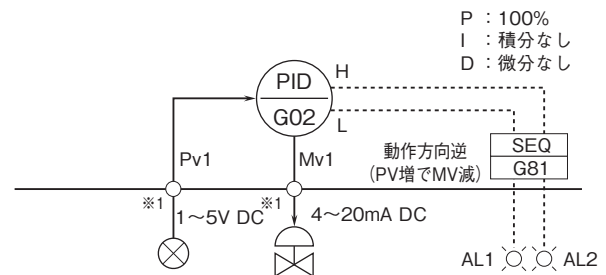 P ：100%
I ：積分なし
D ：微分なし
PID
G02
H
L
Pv1
Mv1
動作方向逆
（PV増でMV減）
SEQ
G81
※1
※1
1～5V DC
4～20mA DC
AL1
AL2